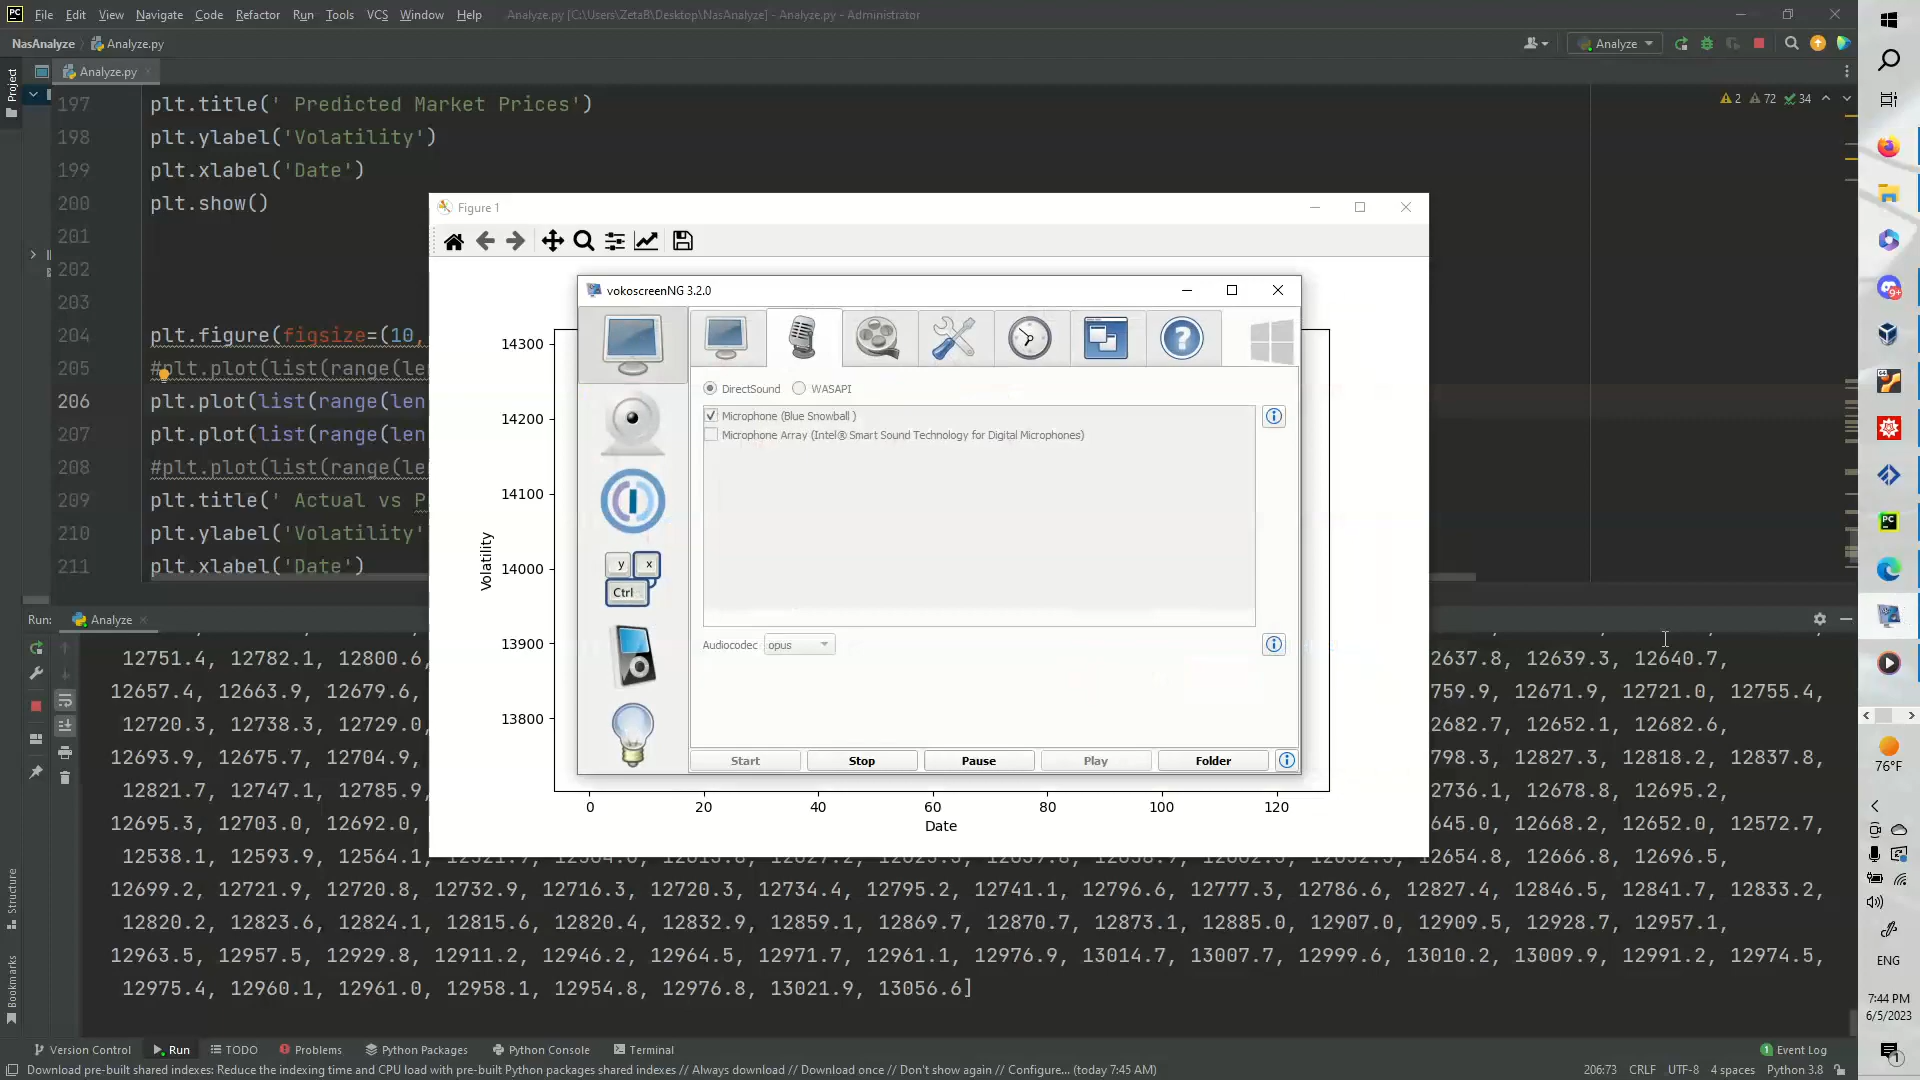 File Edit View Navigate Code Refactor Run Tools VCS Window Help Analyze.py [C:\Users\ZetaB\Desktop\NasAnalyze] - Analyze.py - Administrator
NasAnalyze Analyze.py Analyze
Project Analyze.py
2 72 34
197 plt.title(' Predicted Market Prices')
198 plt.ylabel('Volatility')
199 plt.xlabel('Date')
200 plt.show()
201
202
203
204 plt.figure(figsize=(10,
205 #plt.plot(list(range(le
206 plt.plot(list(range(len
207 plt.plot(list(range(len
208 #plt.plot(list(range(le
209 plt.title(' Actual vs P
210 plt.ylabel('Volatility'
211 plt.xlabel('Date')
Figure 1
14300
14200
14100
14000
13900
13800
Volatility
0 20 40 60 80 100 120
Date
vokoscreenNG 3.2.0
DirectSound WASAPI
Microphone (Blue Snowball )
Microphone Array (Intel® Smart Sound Technology for Digital Microphones)
Audiocodec opus
y x
Ctrl
Start Stop Pause Play Folder
Run: Analyze
12751.4, 12782.1, 12800.6, 2637.8, 12639.3, 12640.7,
12657.4, 12663.9, 12679.6, 759.9, 12671.9, 12721.0, 12755.4,
12720.3, 12738.3, 12729.0, 2682.7, 12652.1, 12682.6,
12693.9, 12675.7, 12704.9, 798.3, 12827.3, 12818.2, 12837.8,
12821.7, 12747.1, 12785.9, 2736.1, 12678.8, 12695.2,
12695.3, 12703.0, 12692.0, 645.0, 12668.2, 12652.0, 12572.7,
12538.1, 12593.9, 12564.1, 12654.8, 12666.8, 12696.5,
12699.2, 12721.9, 12720.8, 12732.9, 12716.3, 12720.3, 12734.4, 12795.2, 12741.1, 12796.6, 12777.3, 12786.6, 12827.4, 12846.5, 12841.7, 12833.2,
12820.2, 12823.6, 12824.1, 12815.6, 12820.4, 12832.9, 12859.1, 12869.7, 12870.7, 12873.1, 12885.0, 12907.0, 12909.5, 12928.7, 12957.1,
12963.5, 12957.5, 12929.8, 12911.2, 12946.2, 12964.5, 12971.7, 12961.1, 12976.9, 13014.7, 13007.7, 12999.6, 13010.2, 13009.9, 12991.2, 12974.5,
12975.4, 12960.1, 12961.0, 12958.1, 12954.8, 12976.8, 13021.9, 13056.6]
Structure
Bookmarks
Version Control Run TODO Problems Python Packages Python Console Terminal 1 Event Log
Download pre-built shared indexes: Reduce the indexing time and CPU load with pre-built Python packages shared indexes // Always download // Download once // Don't show again // Configure... (today 7:45 AM) 206:73 CRLF UTF-8 4 spaces Python 3.8
76°F
ENG
7:44 PM
6/5/2023
1